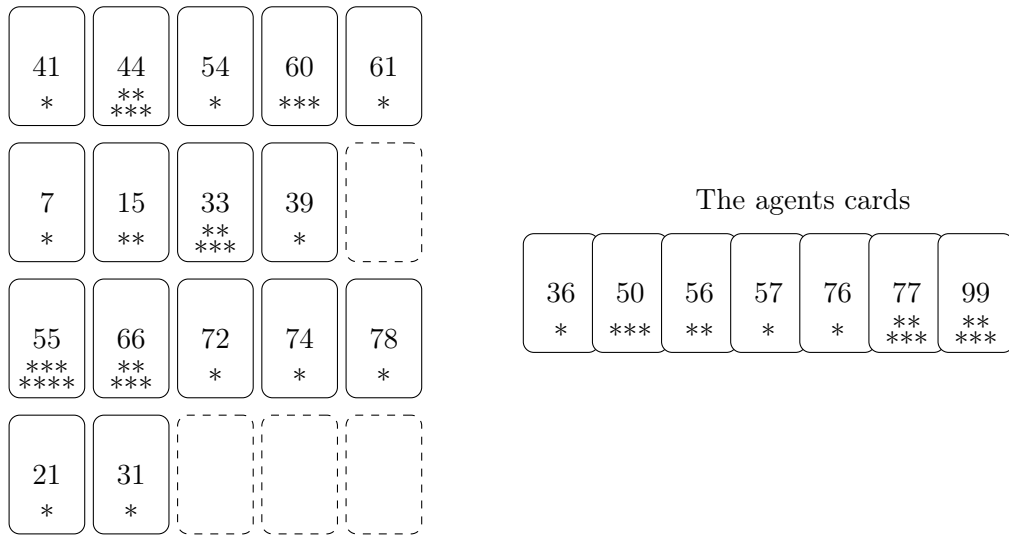 41 44 54 60 61
* ** * *** *
***
7 15 33 39
* ** ** *
***
The agents cards
36 50 56 57 76 77 99
* *** ** * * ** **
*** ***
55 66 72 74 78
*** ** * * *
**** ***
21 31
* *